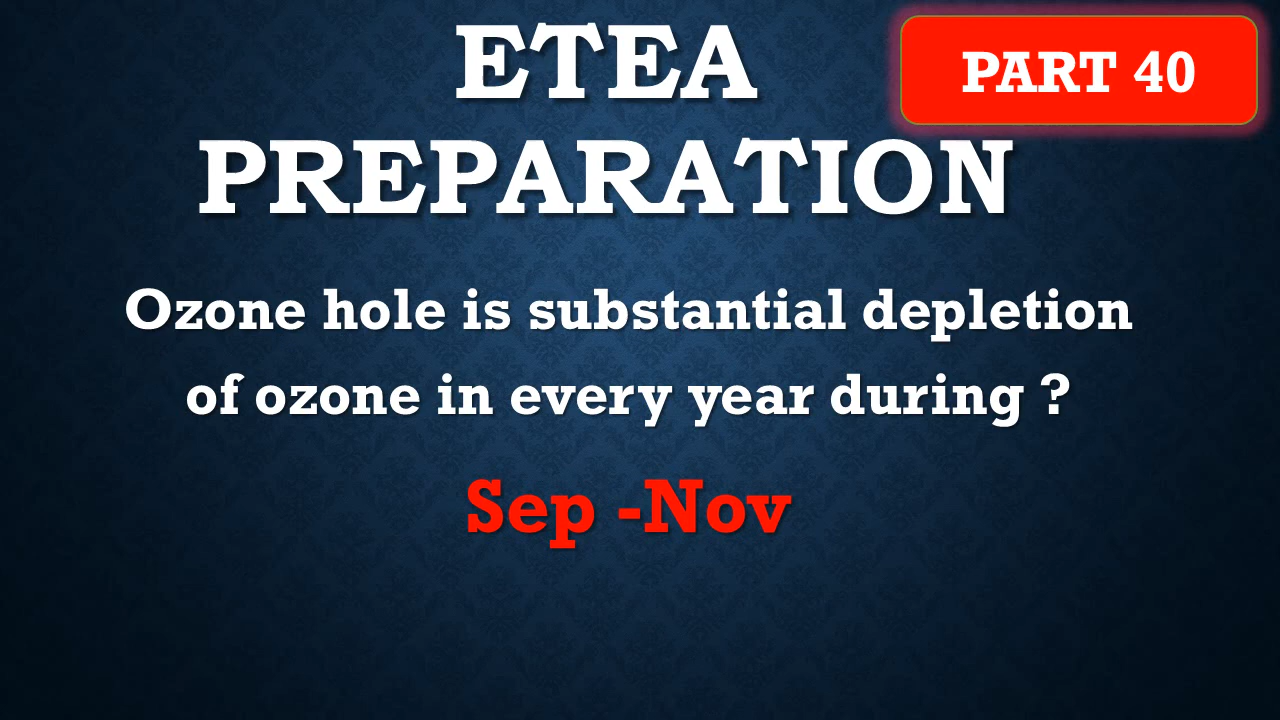 ETEA
PART 40
PREPARATION
Ozone hole is substantial depletion
of ozone in every year during ?
Sep -Nov